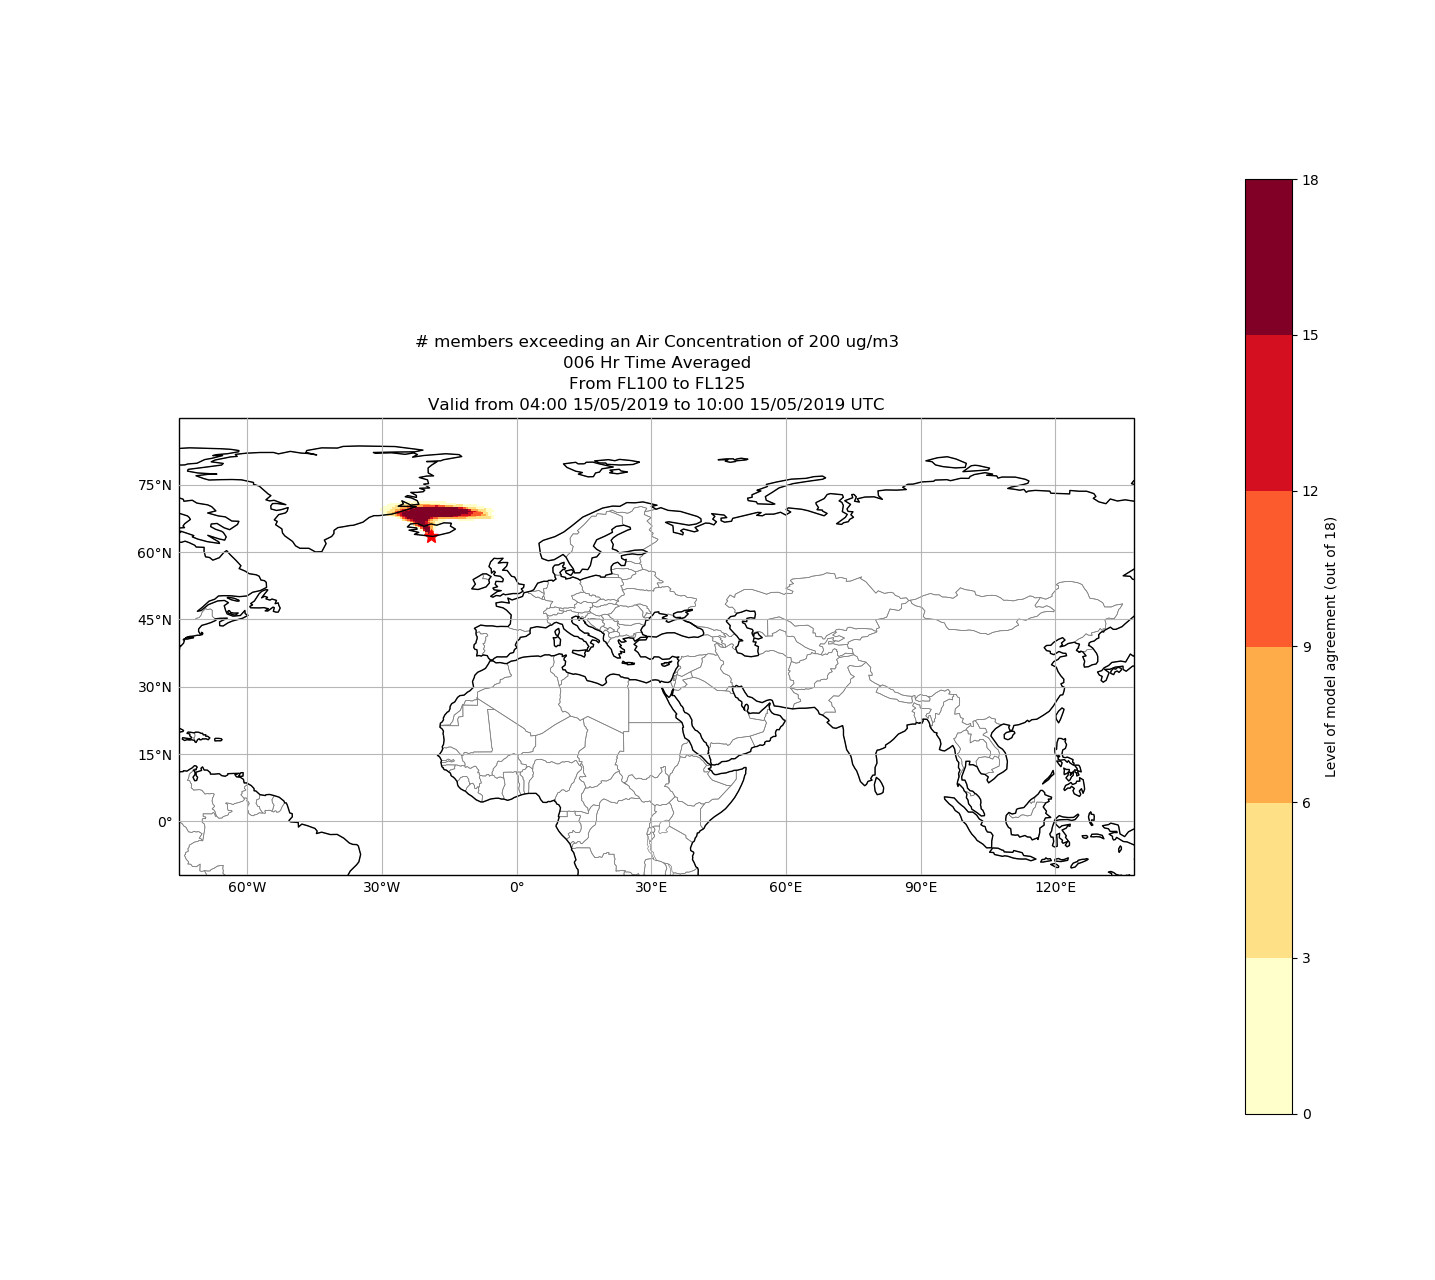 # members exceeding an Air Concentration of 200 ug/m3
006 Hr Time Averaged
From FL100 to FL125
Valid from 04:00 15/05/2019 to 10:00 15/05/2019 UTC
75°N
60°N
45°N
30°N
15°N
0°
60°W
30°W
0°
30°E
60°E
90°E
120°E
18
15
12
9
6
3
0
Level of model agreement (out of 18)